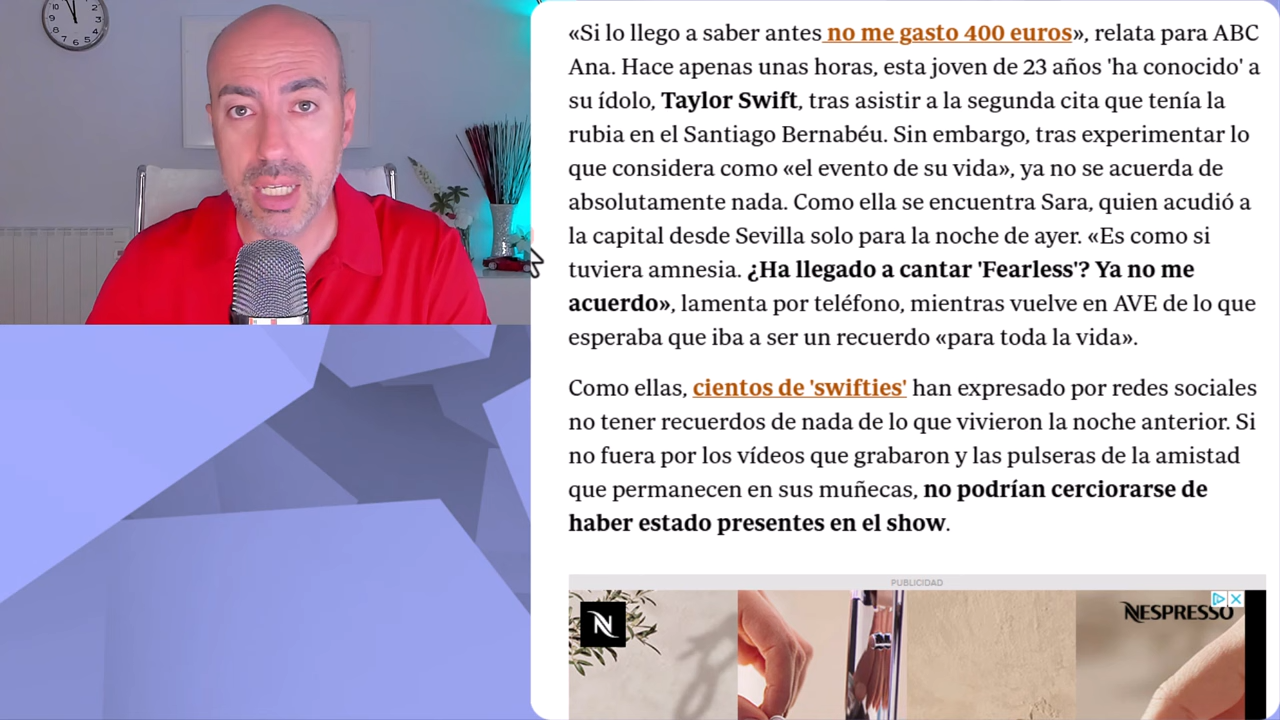 «Si lo llego a saber antes no me gasto 400 euros», relata para ABC
Ana. Hace apenas unas horas, esta joven de 23 años 'ha conocido' a
su ídolo, Taylor Swift, tras asistir a la segunda cita que tenía la
rubia en el Santiago Bernabéu. Sin embargo, tras experimentar lo
que considera como «el evento de su vida», ya no se acuerda de
absolutamente nada. Como ella se encuentra Sara, quien acudió a
la capital desde Sevilla solo para la noche de ayer. «Es como si
tuviera amnesia. ¿Ha llegado a cantar 'Fearless'? Ya no me
acuerdo», lamenta por teléfono, mientras vuelve en AVE de lo que
esperaba que iba a ser un recuerdo «para toda la vida».
Como ellas, cientos de 'swifties' han expresado por redes sociales
no tener recuerdos de nada de lo que vivieron la noche anterior. Si
no fuera por los vídeos que grabaron y las pulseras de la amistad
que permanecen en sus muñecas, no podrían cerciorarse de
haber estado presentes en el show.
PUBLICIDAD
N
NESPRESSO